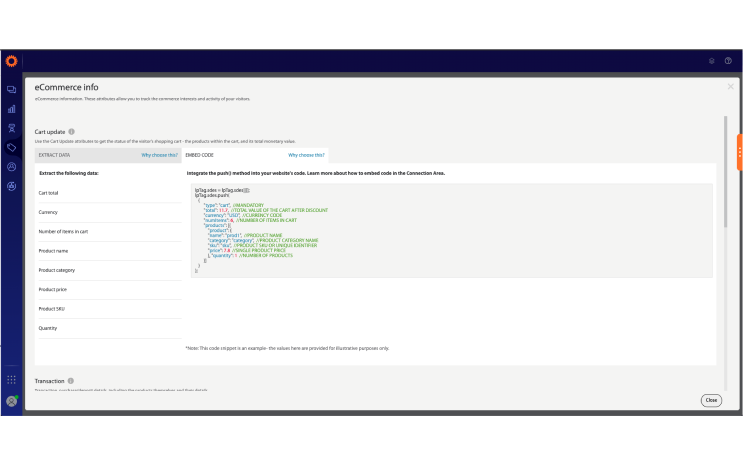 eCommerce info
eCommerce information. These attributes allow you to track the commerce interests and activity of your visitors.
Cart update
Use the Cart Update attributes to get the status of the visitor's shopping cart - the products within the cart, and its total monetary value.
EXTRACT DATA Why choose this? EMBED CODE Why choose this?
Extract the following data:
Cart total
Currency
Number of items in cart
Product name
Product category
Product price
Product SKU
Quantity
Integrate the push() method into your website's code. Learn more about how to embed code in the Connection Area.
lpTag.sdes = lpTag.sdes||[];
lpTag.sdes.push(
{
"type": "cart", //MANDATORY
"total": 11.7, //TOTAL VALUE OF THE CART AFTER DISCOUNT
"currency": "USD", //CURRENCY CODE
"numItems": 6, //NUMBER OF ITEMS IN CART
"products": [{
"product": {
"name": "prod1", //PRODUCT NAME
"category": "category", //PRODUCT CATEGORY NAME
"sku": "sku", //PRODUCT SKU OR UNIQUE IDENTIFIER
"price": 7.8 //SINGLE PRODUCT PRICE
}, "quantity": 1 //NUMBER OF PRODUCTS
}]
}
);
*Note: This code snippet is an example - the values here are provided for illustrative purposes only.
Transaction
Close